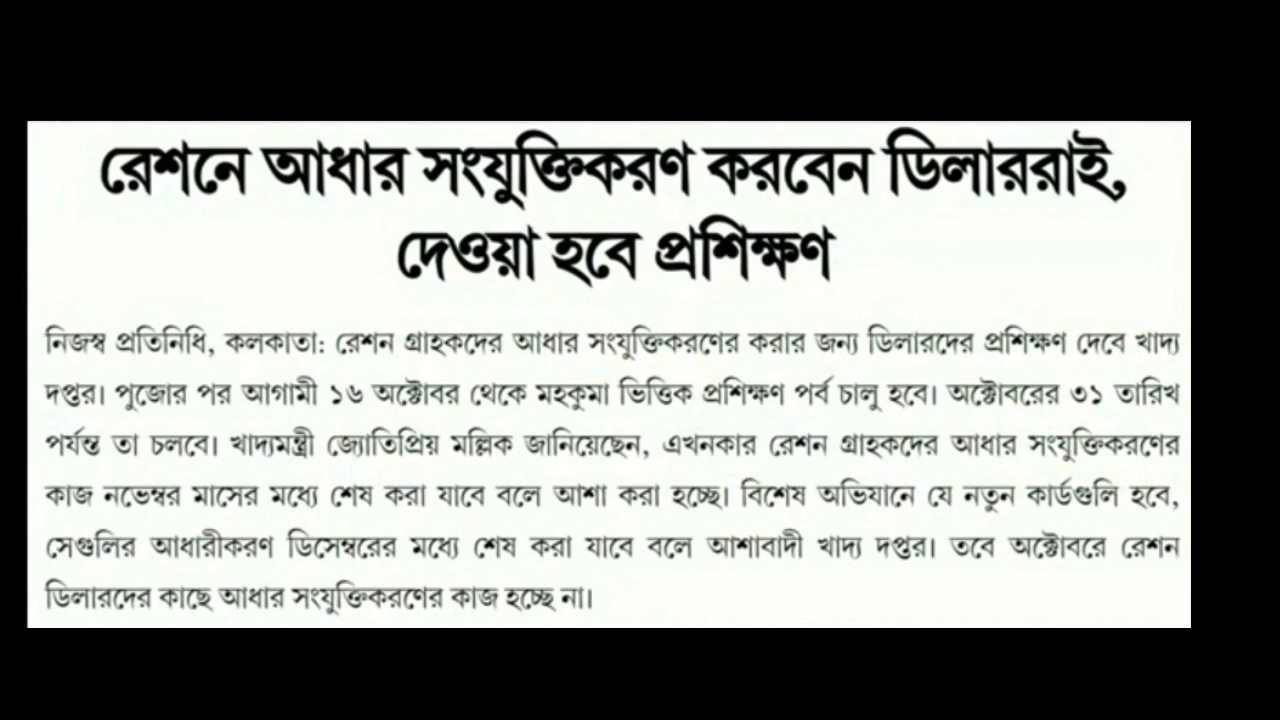 রেশনে আধার সংযুক্তিকরণ করবেন ডিলাররাই,
দেওয়া হবে প্রশিক্ষণ
নিজস্ব প্রতিনিধি, কলকাতা: রেশন গ্রাহকদের আধার সংযুক্তিকরণের করার জন্য ডিলারদের প্রশিক্ষণ দেবে খাদ্য
দপ্তর। পুজোর পর আগামী ১৬ অক্টোবর থেকে মহকুমা ভিত্তিক প্রশিক্ষণ পর্ব চালু হবে। অক্টোবরের ৩১ তারিখ
পর্যন্ত তা চলবে। খাদ্যমন্ত্রী জ্যোতিপ্রিয় মল্লিক জানিয়েছেন, এখনকার রেশন গ্রাহকদের আধার সংযুক্তিকরণের
কাজ নভেম্বর মাসের মধ্যে শেষ করা যাবে বলে আশা করা হচ্ছে। বিশেষ অভিযানে যে নতুন কার্ডগুলি হবে,
সেগুলির আধারীকরণ ডিসেম্বরের মধ্যে শেষ করা যাবে বলে আশাবাদী খাদ্য দপ্তর। তবে অক্টোবরে রেশন
ডিলারদের কাছে আধার সংযুক্তিকরণের কাজ হচ্ছে না।